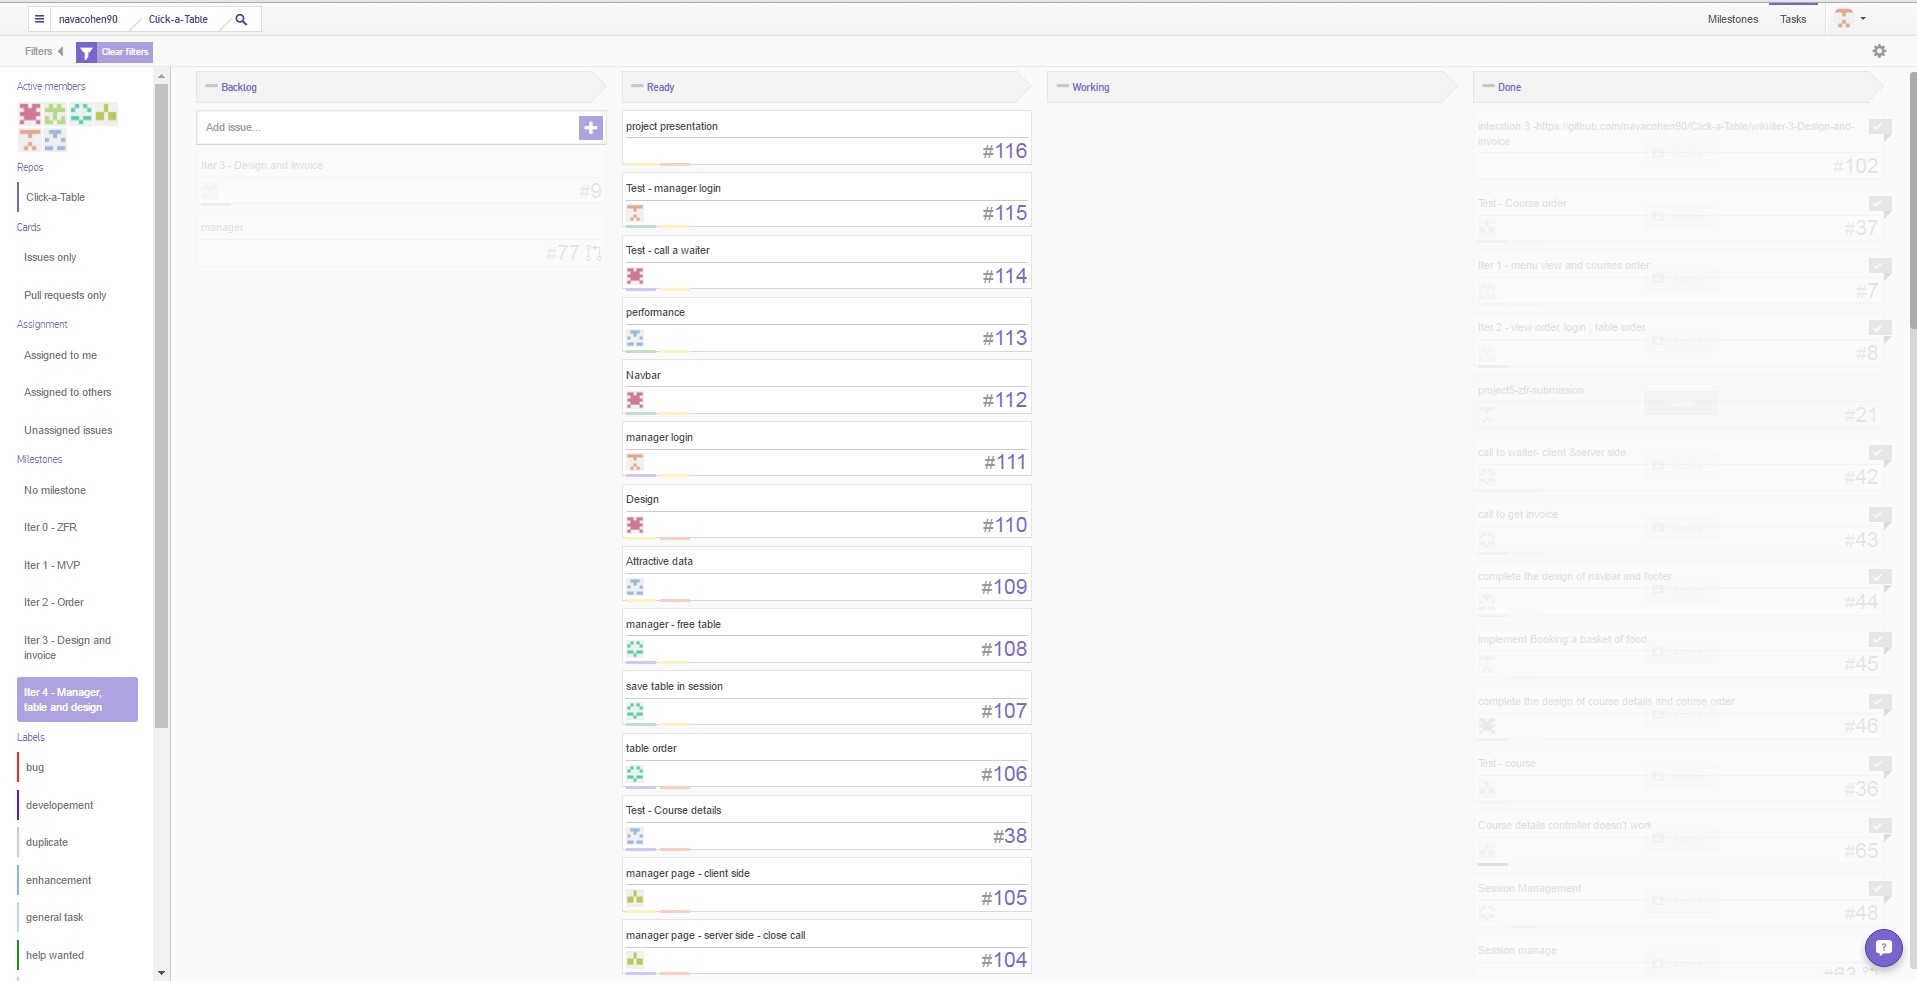 navacohen90
Click-a-Table
Milestones
Tasks
Filters
Clear filters
Active members
Repos
Click-a-Table
Cards
Issues only
Pull requests only
Assignment
Assigned to me
Assigned to others
Unassigned issues
Milestones
No milestone
Iter 0 - ZFR
Iter 1 - MVP
Iter 2 - Order
Iter 3 - Design and
invoice
Iter 4 - Manager,
table and design
Labels
bug
developement
duplicate
enhancement
general task
help wanted
Backlog
Add issue...
Iter 3 - Design and invoice
#9
manager
#77
Ready
project presentation
#116
Test - manager login
#115
Test - call a waiter
#114
performance
#113
Navbar
#112
manager login
#111
Design
#110
Attractive data
#109
manager - free table
#108
save table in session
#107
table order
#106
Test - Course details
#38
manager page - client side
#105
manager page - server side - close call
#104
Working
Done
interation 3 -https://github.com/navacohen90/Click-a-Table/wiki/iter-3-Design-and-
invoice
#102
Test - Course order
#37
Iter 1 - menu view and courses order
#7
Iter 2 - view order, login , table order
#8
project5-zfr-submission
#21
call to waiter- client &server side
#42
call to get invoice
#43
complete the design of navbar and footer
#44
implement Booking a basket of food
#45
complete the design of course details and course order
#46
Test - course
#36
Course details controller doesn't work
#65
Session Management
#48
Session manage
#63